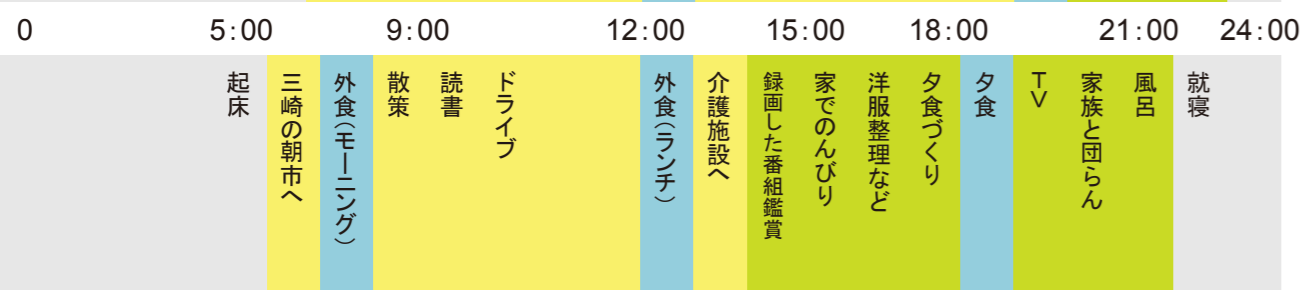 0
5:00
9:00
12:00
15:00
18:00
21:00
24:00
起床
三崎の朝市へ
外食（モーニング）
散策
読書
ドライブ
外食（ランチ）
介護施設へ
録画した番組鑑賞
家でのんびり
洋服整理など
夕食づくり
夕食
TV
家族と団らん
風呂
就寝